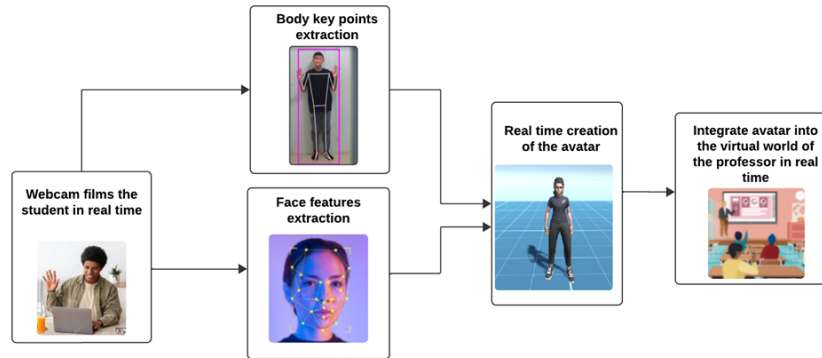 Body key points
extraction
Webcam films the
student in real time
Face features
extraction
Real time creation
of the avatar
Integrate avatar into
the virtual world of
the professor in real
time